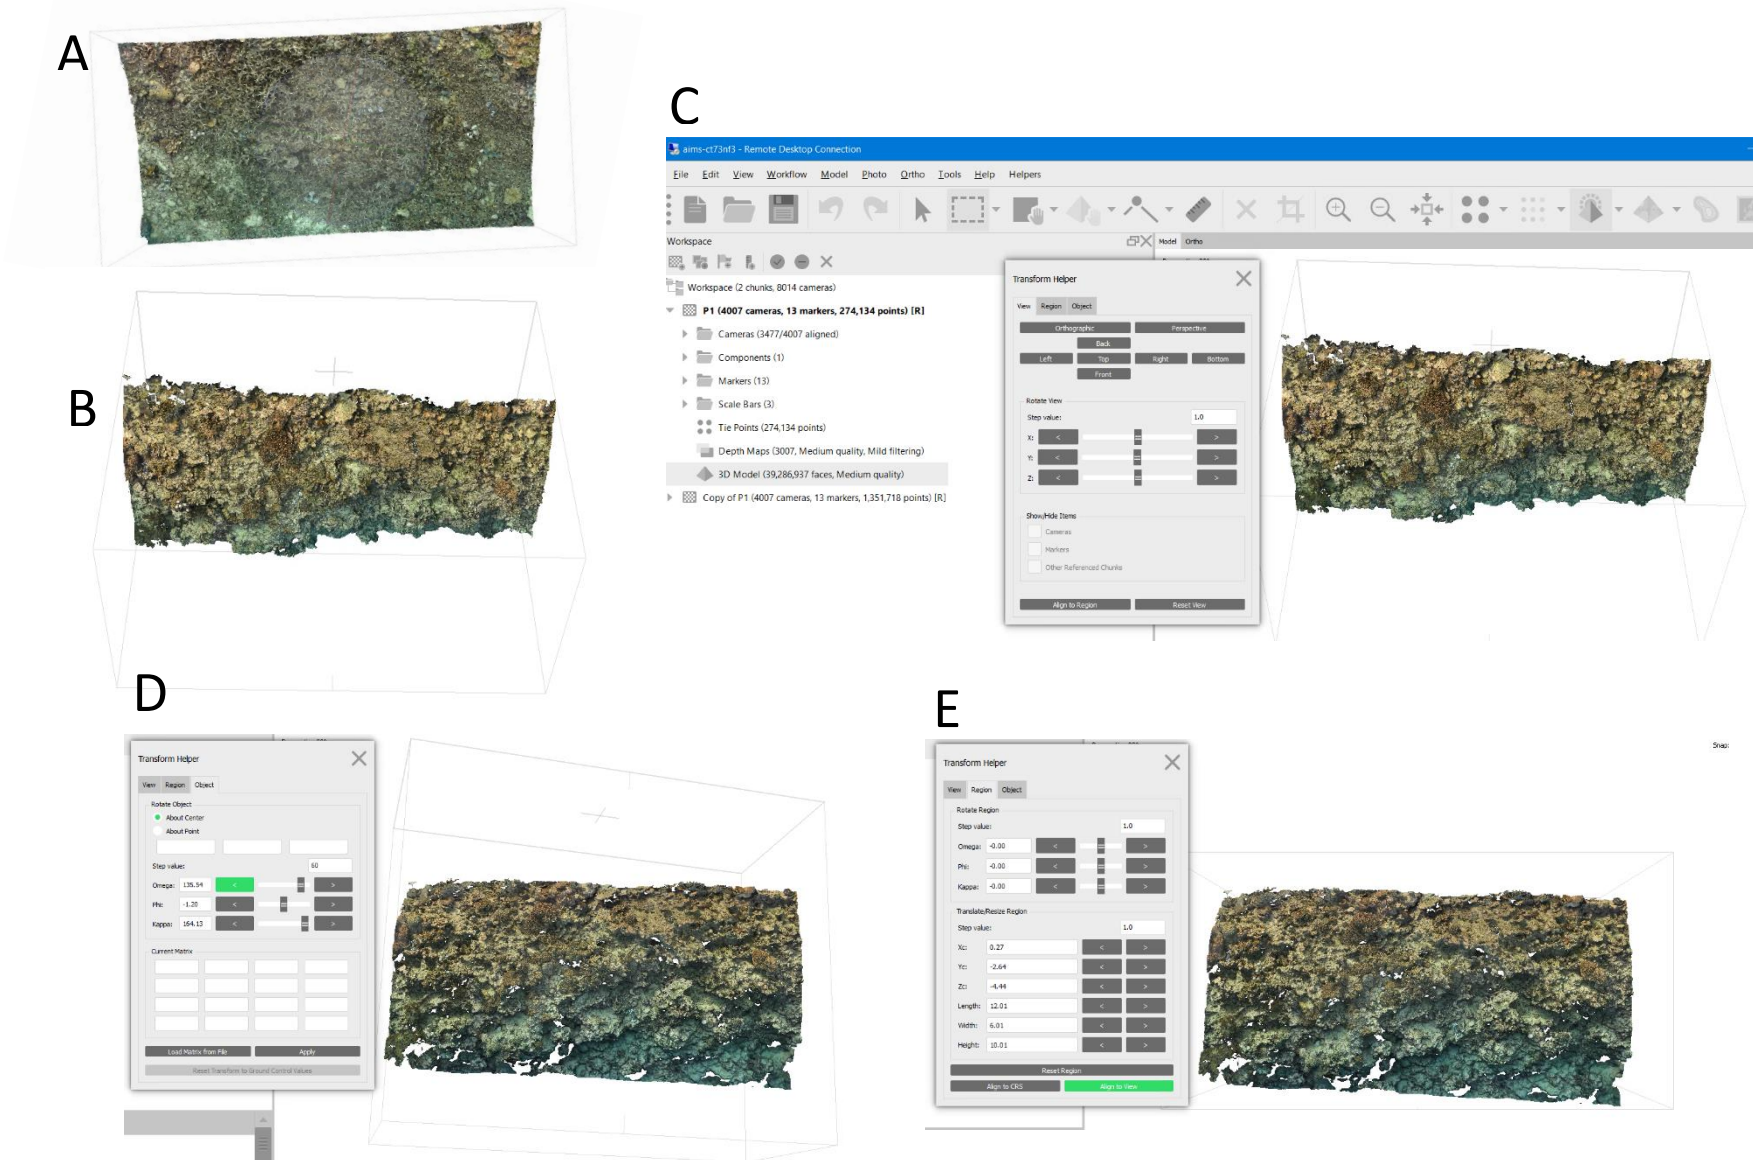 A
B
C
aims-ct73nf3 - Remote Desktop Connection
File Edit View Workflow Model Photo Ortho Tools Help Helpers
Workspace
Workspace (2 chunks, 8014 cameras)
P1 (4007 cameras, 13 markers, 274,134 points) [R]
Cameras (3477/4007 aligned)
Components (1)
Markers (13)
Scale Bars (3)
Tie Points (274,134 points)
Depth Maps (3007, Medium quality, Mild filtering)
3D Model (39,286,937 faces, Medium quality)
Copy of P1 (4007 cameras, 13 markers, 1,351,718 points) [R]
Model Ortho
Transform Helper
View Region Object
Orthographic Perspective
Back
Left Top Right Bottom
Front
Rotate View
Step value: 1.0
X: < >
Y: < >
Z: < >
Show/Hide Items
Cameras
Markers
Other Referenced Chunks
Align to Region Reset View
D
Transform Helper
View Region Object
Rotate Object
About Center
About Point
Step value: 60
Omega: 135.54 < >
Phi: -1.20 < >
Kappa: 164.13 < >
Current Matrix
Load Matrix from File Apply
Reset Transform to Ground Control Values
E
Transform Helper
View Region Object
Rotate Region
Step value: 1.0
Omega: -0.00 < >
Phi: -0.00 < >
Kappa: -0.00 < >
Translate/Resize Region
Step value: 1.0
Xc: 0.27 < >
Yc: -2.64 < >
Zc: -4.44 < >
Length: 12.01 < >
Width: 6.01 < >
Height: 10.01 < >
Reset Region
Align to CRS Align to View
Snap: